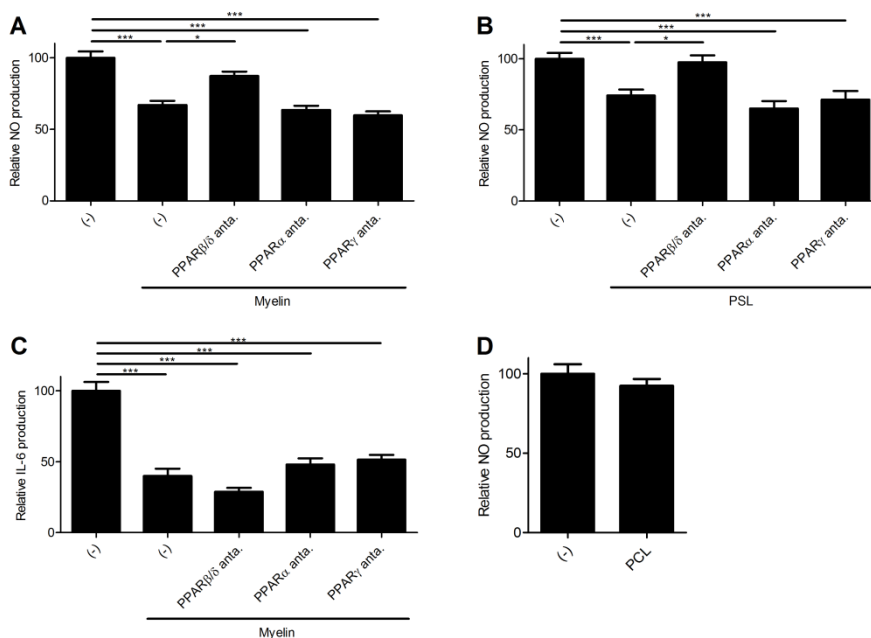 A
***
***
***
*
Relative NO production
100
50
0
(-)
(-)
PPARβ/δ anta.
PPARα anta.
PPARγ anta.
Myelin
B
***
***
***
*
Relative NO production
100
50
0
(-)
(-)
PPARβ/δ anta.
PPARα anta.
PPARγ anta.
PSL
C
***
***
***
***
Relative IL-6 production
100
50
0
(-)
(-)
PPARβ/δ anta.
PPARα anta.
PPARγ anta.
Myelin
D
Relative NO production
100
50
0
(-)
PCL